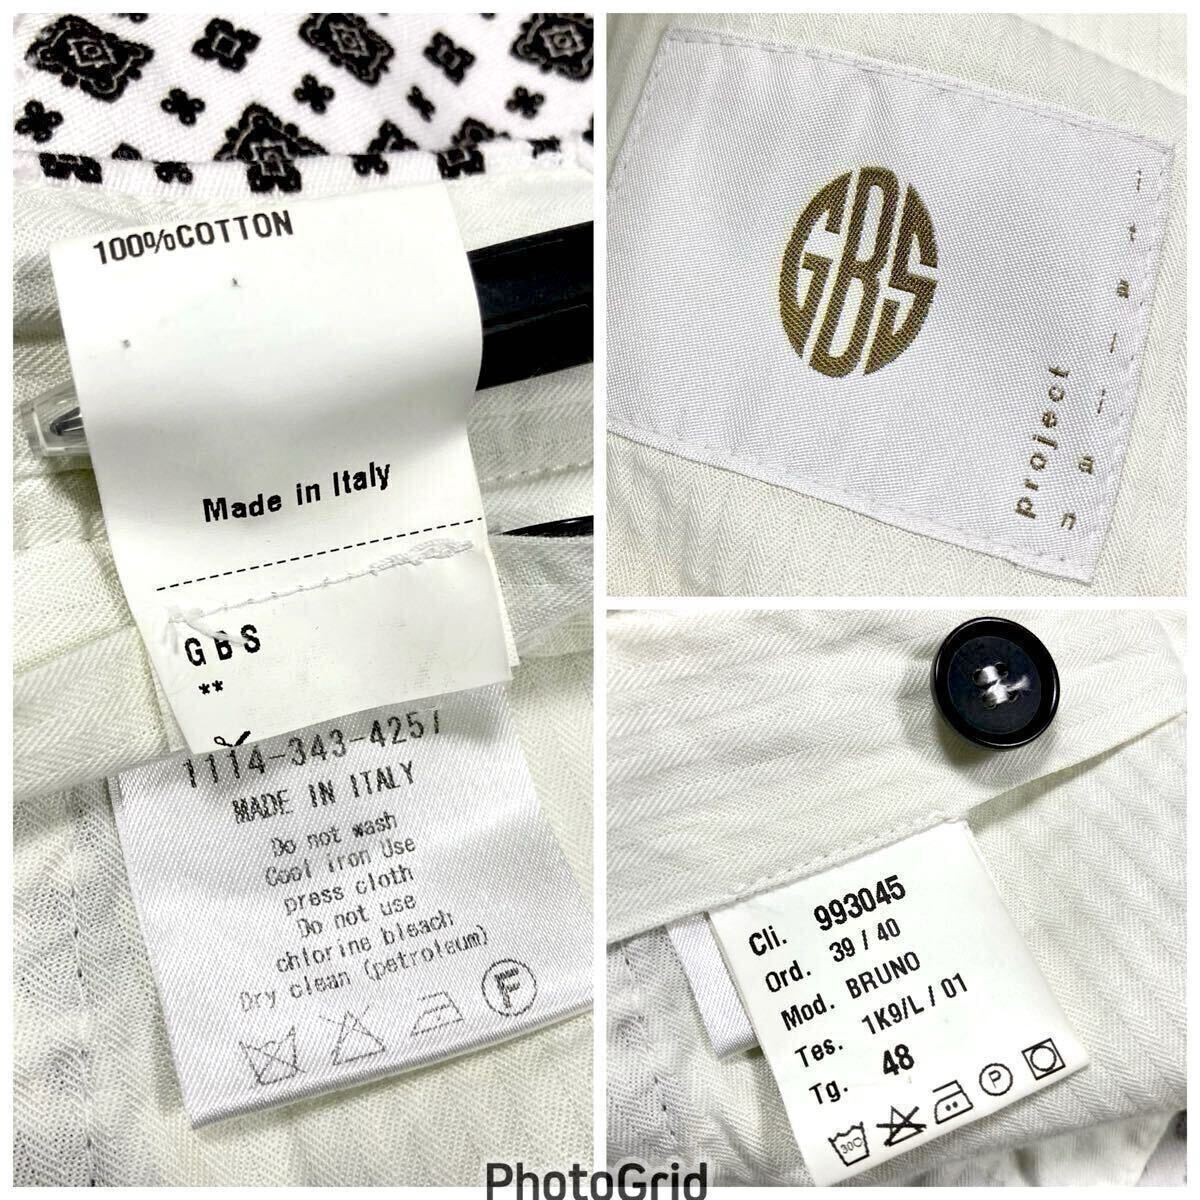 100%COTTON
Made in Italy
GBS
**
1114-343-4257
MADE IN ITALY
Do not wash
Cool iron Use
press cloth
Do not use
chlorine bleach
Dry clean (petroleum)
F
GBS
project
italian
Cli. 993045
Ord. 39 / 40
Mod. BRUNO
Tes. 1K9/L / 01
Tg. 48
30C
P
PhotoGrid